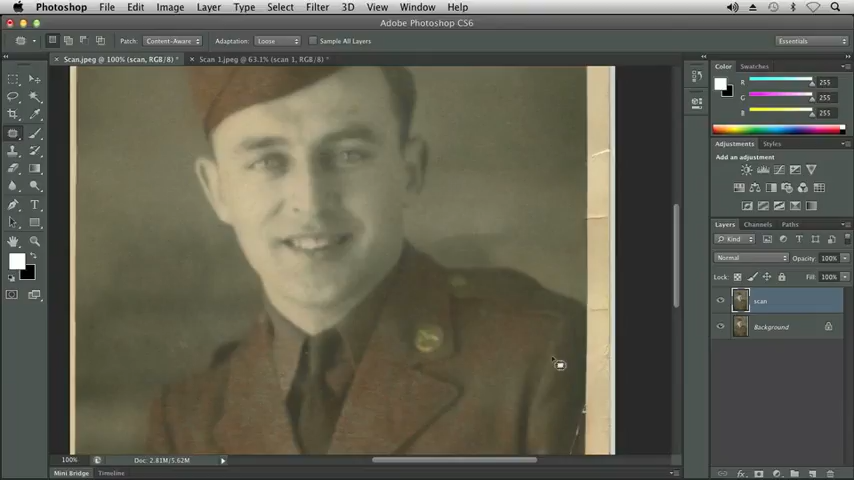 Photoshop File Edit Image Layer Type Select Filter 3D View Window Help
Adobe Photoshop CS6
Patch: Content-Aware Adaptation: Loose Sample All Layers Essentials
Scan.jpeg @ 100% (scan, RGB/8) * Scan 1.jpeg @ 63.1% (scan 1, RGB/8) *
Color Swatches
R 255
G 255
B 255
Adjustments Styles
Add an adjustment
Layers Channels Paths
Kind
Normal Opacity: 100%
Lock: Fill: 100%
scan
Background
100% Doc: 2.81M/5.62M
Mini Bridge Timeline